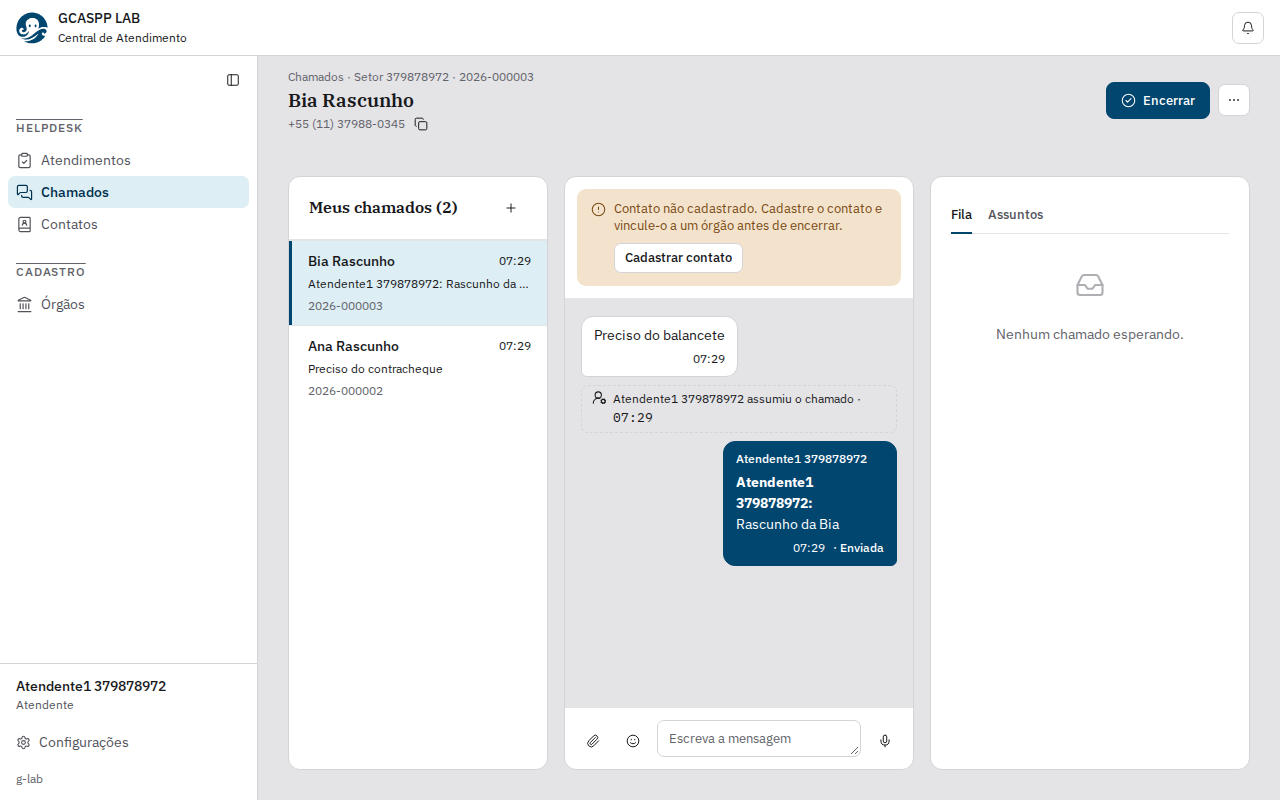 GCASPP LAB
Central de Atendimento
HELPDESK
Atendimentos
Chamados
Contatos
CADASTRO
Órgãos
Atendente1 379878972
Atendente
Configurações
g-lab
Chamados · Setor 379878972 · 2026-000003
Bia Rascunho
+55 (11) 37988-0345
Encerrar
Meus chamados (2)
Bia Rascunho 07:29
Atendente1 379878972: Rascunho da ...
2026-000003
Ana Rascunho 07:29
Preciso do contracheque
2026-000002
Contato não cadastrado. Cadastre o contato e
vincule-o a um órgão antes de encerrar.
Cadastrar contato
Preciso do balancete
07:29
Atendente1 379878972 assumiu o chamado ·
07:29
Atendente1 379878972
Atendente1
379878972:
Rascunho da Bia
07:29 · Enviada
Escreva a mensagem
Fila Assuntos
Nenhum chamado esperando.